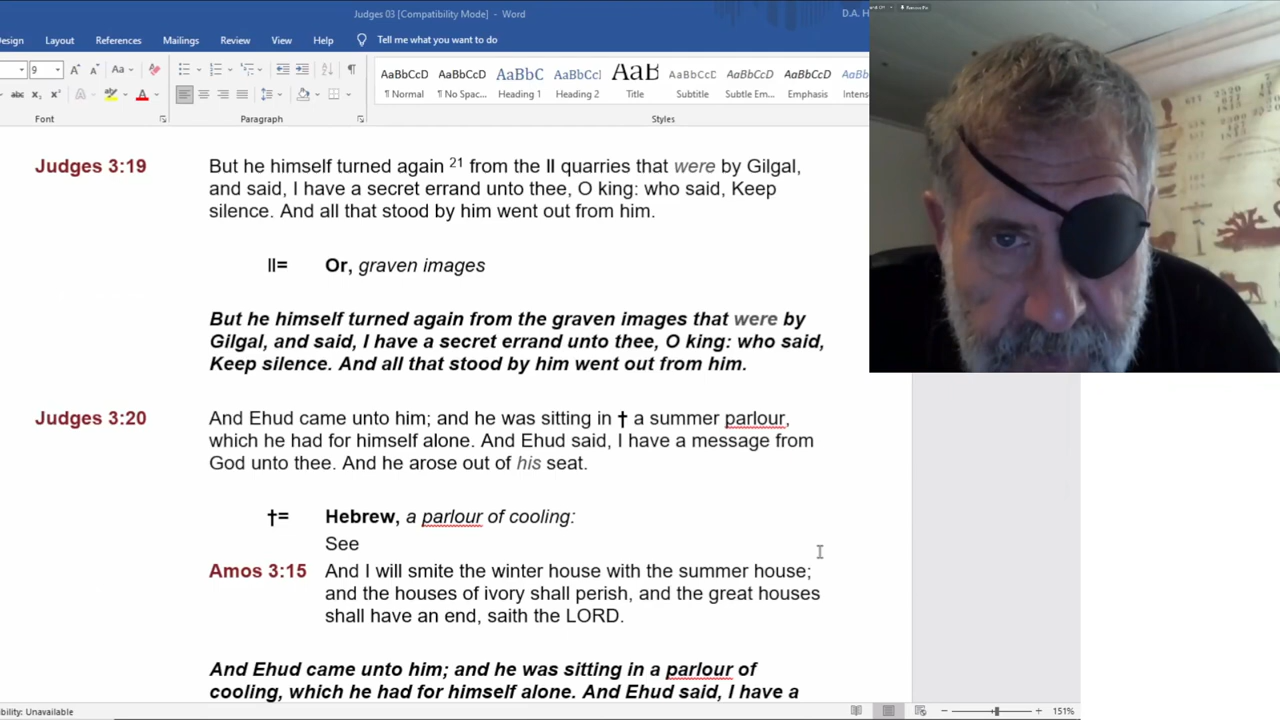 Judges 03 [Compatibility Mode] - Word
D.A. H
esign Layout References Mailings Review View Help Tell me what you want to do
9
Aa
AaBbCcD AaBbCcD AaBbC AaBbCcI AaB AaBbCcD AaBbCcD AaBbCcD AaBbC
¶ Normal ¶ No Spac... Heading 1 Heading 2 Title Subtitle Subtle Em... Emphasis Intens
Font Paragraph Styles
Judges 3:19 But he himself turned again 21 from the ll quarries that were by Gilgal,
and said, I have a secret errand unto thee, O king: who said, Keep
silence. And all that stood by him went out from him.
ll= Or, graven images
But he himself turned again from the graven images that were by
Gilgal, and said, I have a secret errand unto thee, O king: who said,
Keep silence. And all that stood by him went out from him.
Judges 3:20 And Ehud came unto him; and he was sitting in † a summer parlour,
which he had for himself alone. And Ehud said, I have a message from
God unto thee. And he arose out of his seat.
†= Hebrew, a parlour of cooling:
See
Amos 3:15 And I will smite the winter house with the summer house;
and the houses of ivory shall perish, and the great houses
shall have an end, saith the LORD.
And Ehud came unto him; and he was sitting in a parlour of
cooling, which he had for himself alone. And Ehud said, I have a
bility: Unavailable
151%